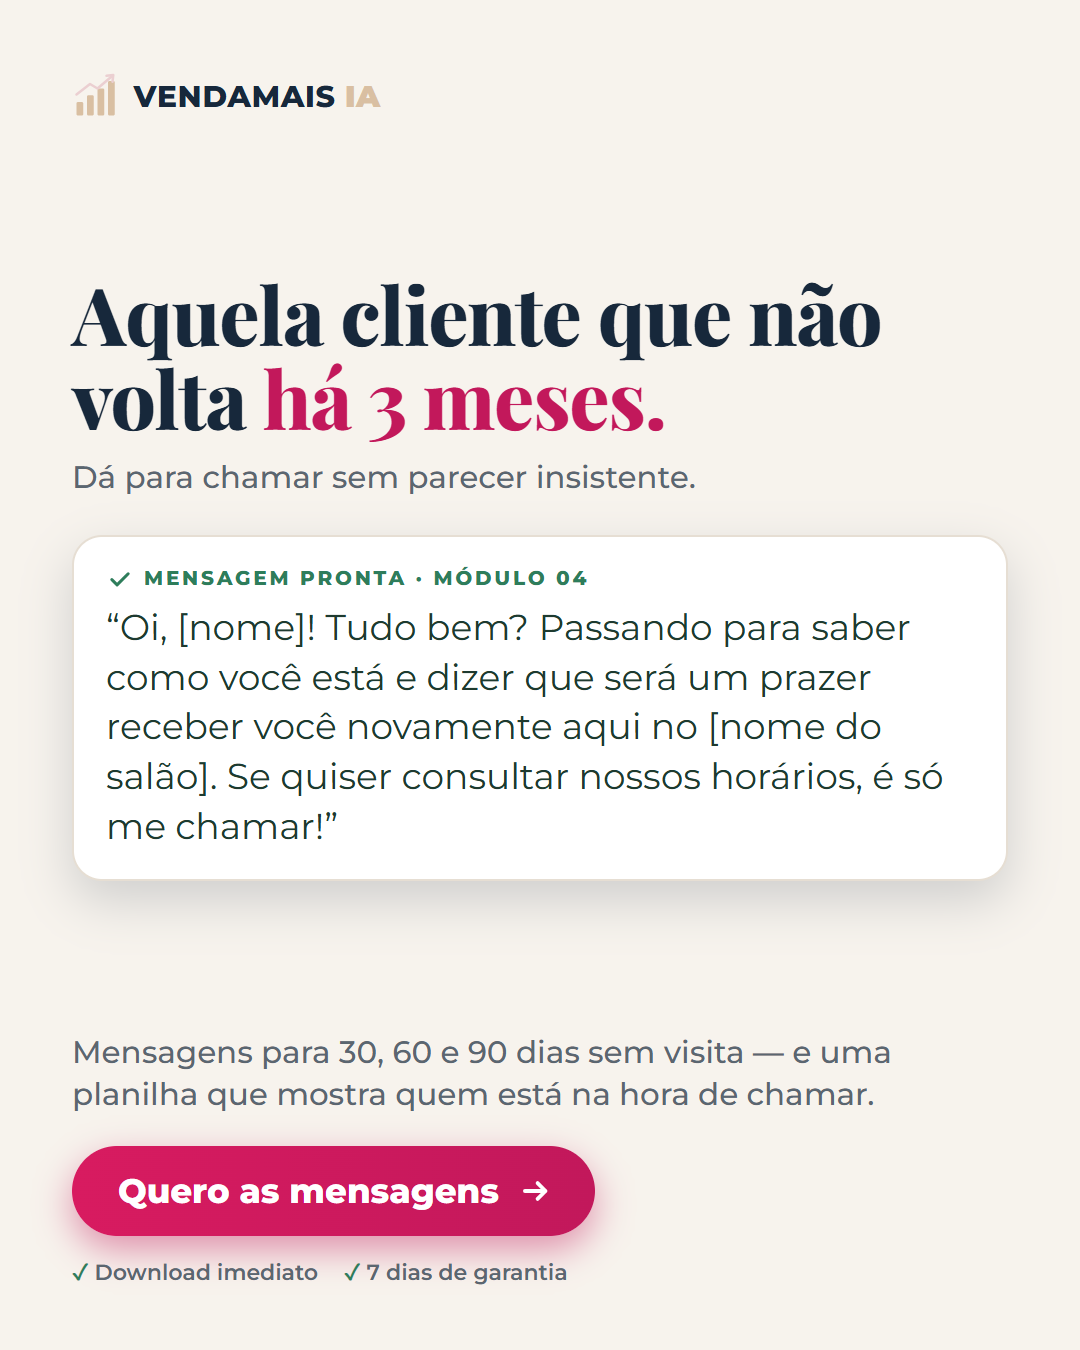 VENDAMAIS IA
Aquela cliente que não
volta há 3 meses.
Dá para chamar sem parecer insistente.
✓ MENSAGEM PRONTA · MÓDULO 04
“Oi, [nome]! Tudo bem? Passando para saber
como você está e dizer que será um prazer
receber você novamente aqui no [nome do
salão]. Se quiser consultar nossos horários, é só
me chamar!”
Mensagens para 30, 60 e 90 dias sem visita — e uma
planilha que mostra quem está na hora de chamar.
Quero as mensagens →
✓ Download imediato ✓ 7 dias de garantia